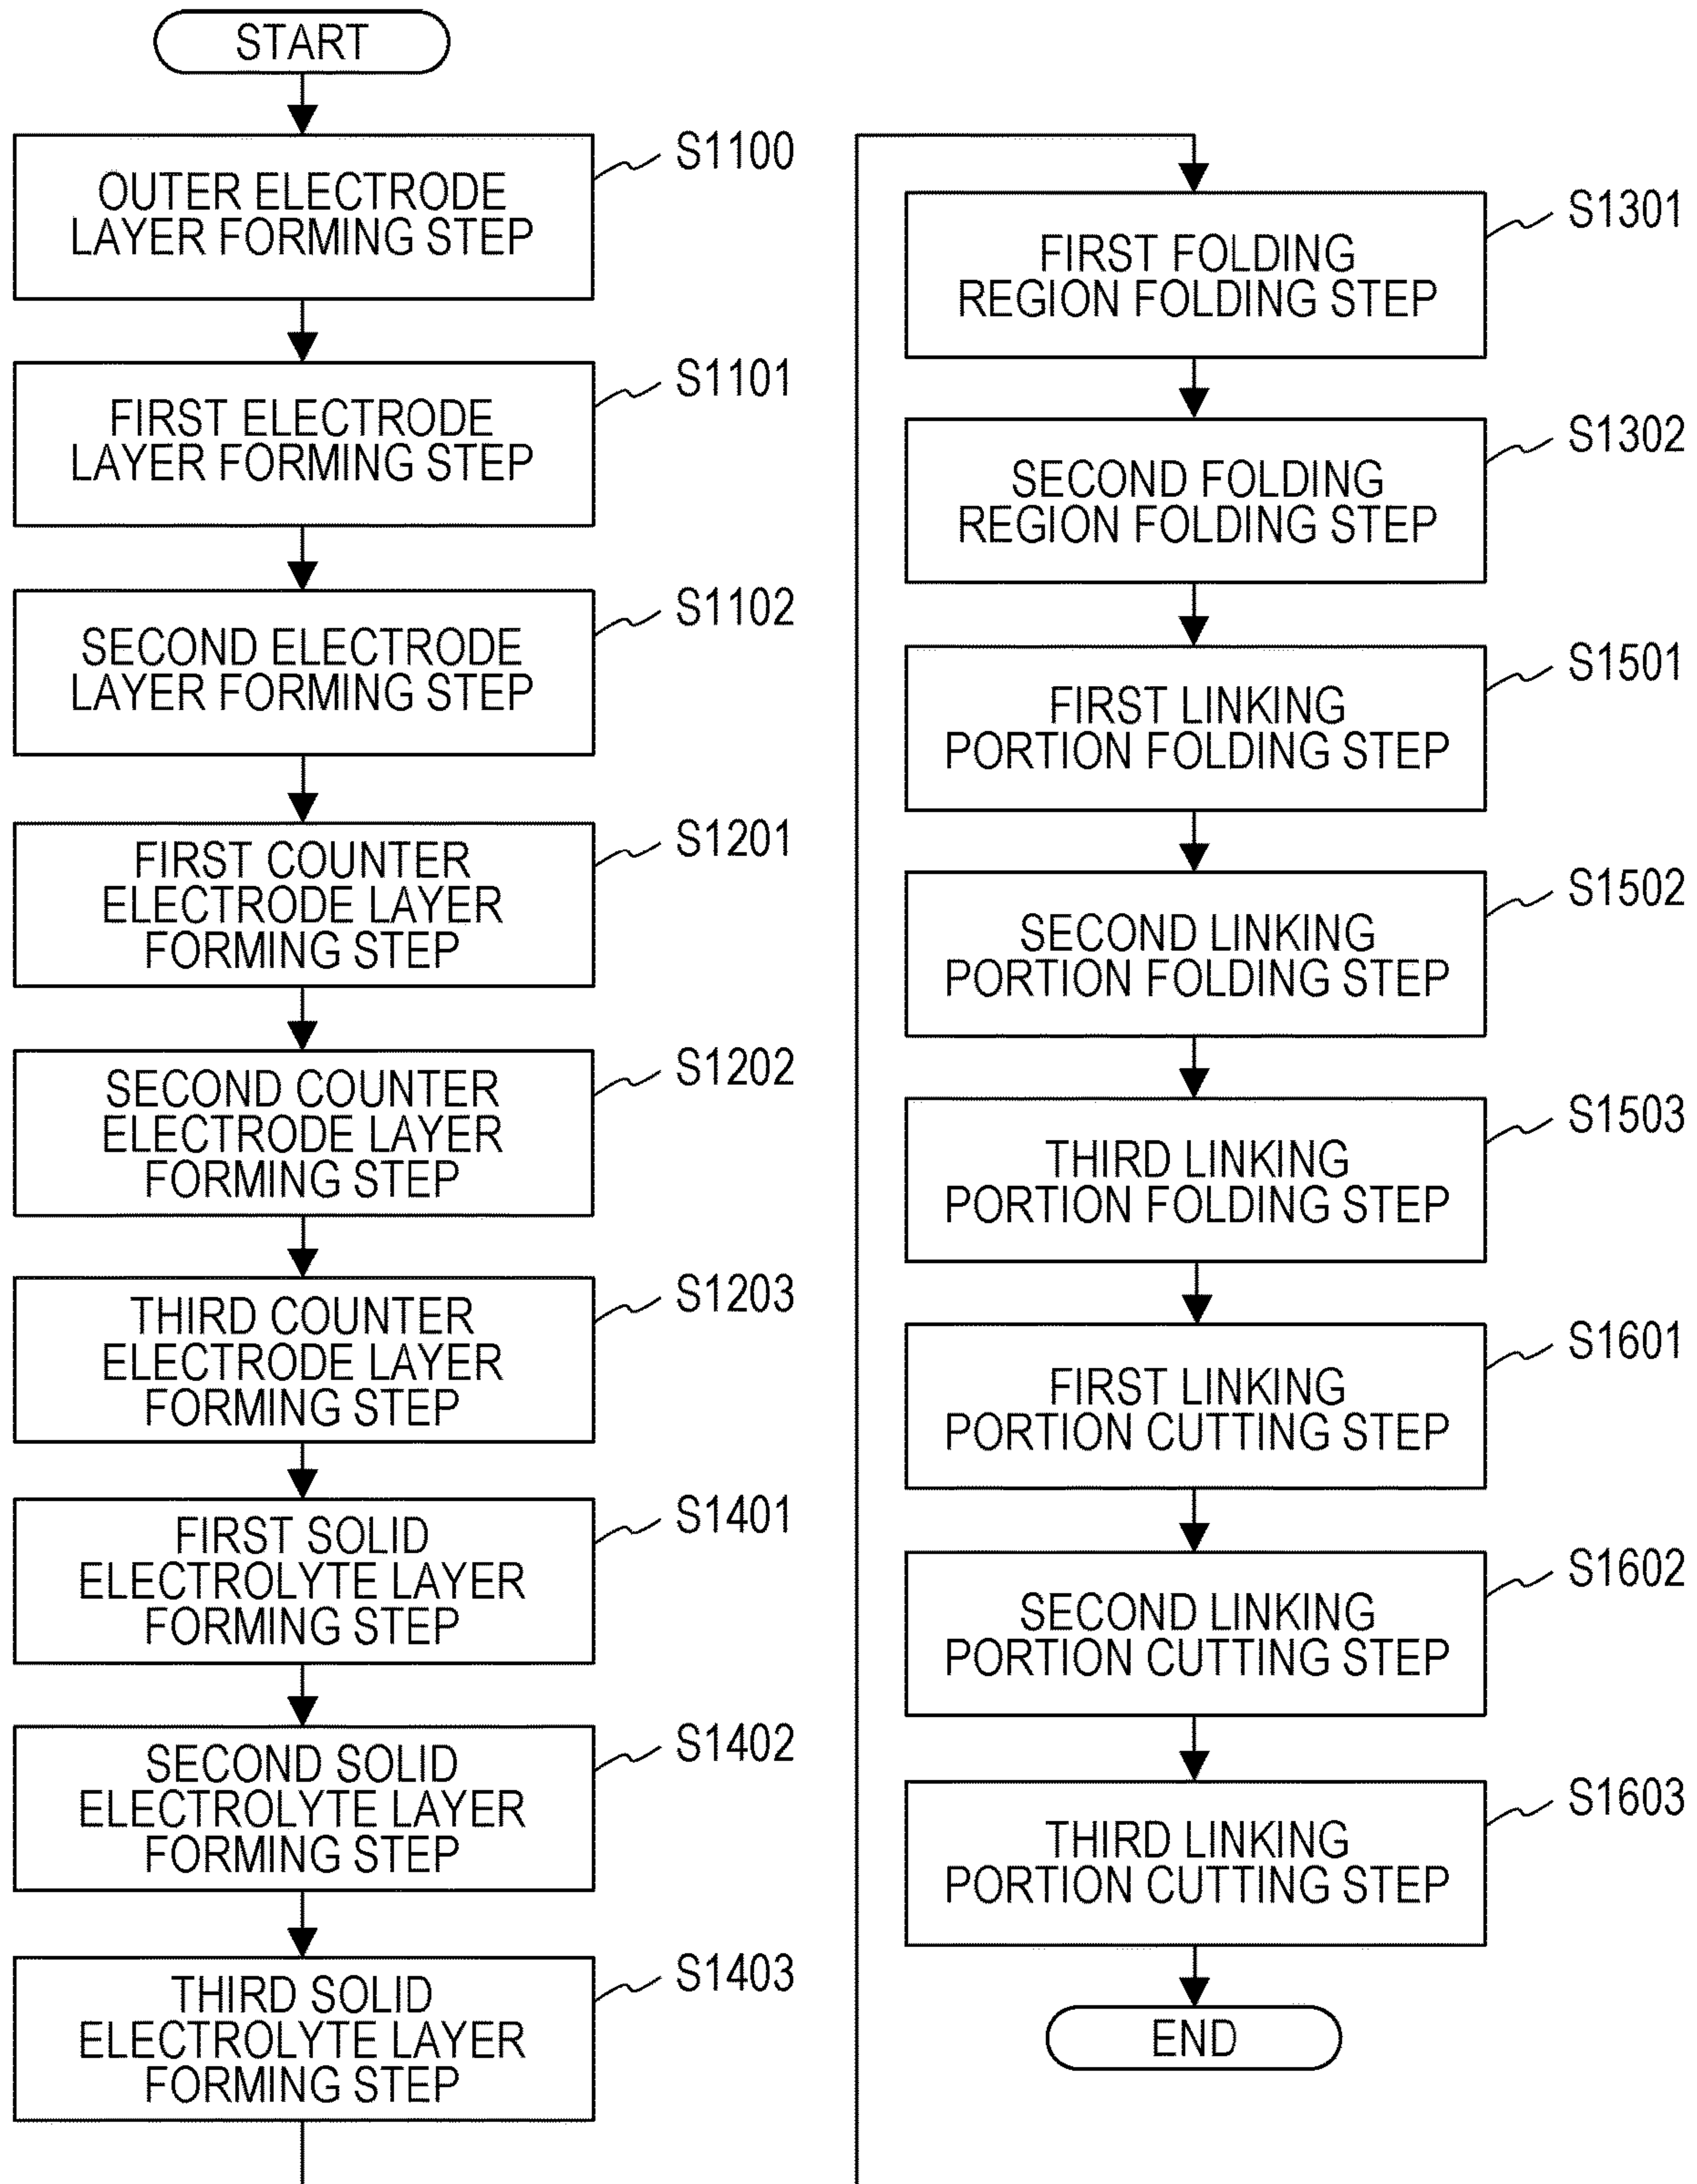 START
OUTER ELECTRODE
LAYER FORMING STEP
S1100
FIRST ELECTRODE
LAYER FORMING STEP
S1101
SECOND ELECTRODE
LAYER FORMING STEP
S1102
FIRST COUNTER
ELECTRODE LAYER
FORMING STEP
S1201
SECOND COUNTER
ELECTRODE LAYER
FORMING STEP
S1202
THIRD COUNTER
ELECTRODE LAYER
FORMING STEP
S1203
FIRST SOLID
ELECTROLYTE LAYER
FORMING STEP
S1401
SECOND SOLID
ELECTROLYTE LAYER
FORMING STEP
S1402
THIRD SOLID
ELECTROLYTE LAYER
FORMING STEP
S1403
FIRST FOLDING
REGION FOLDING STEP
S1301
SECOND FOLDING
REGION FOLDING STEP
S1302
FIRST LINKING
PORTION FOLDING STEP
S1501
SECOND LINKING
PORTION FOLDING STEP
S1502
THIRD LINKING
PORTION FOLDING STEP
S1503
FIRST LINKING
PORTION CUTTING STEP
S1601
SECOND LINKING
PORTION CUTTING STEP
S1602
THIRD LINKING
PORTION CUTTING STEP
S1603
END